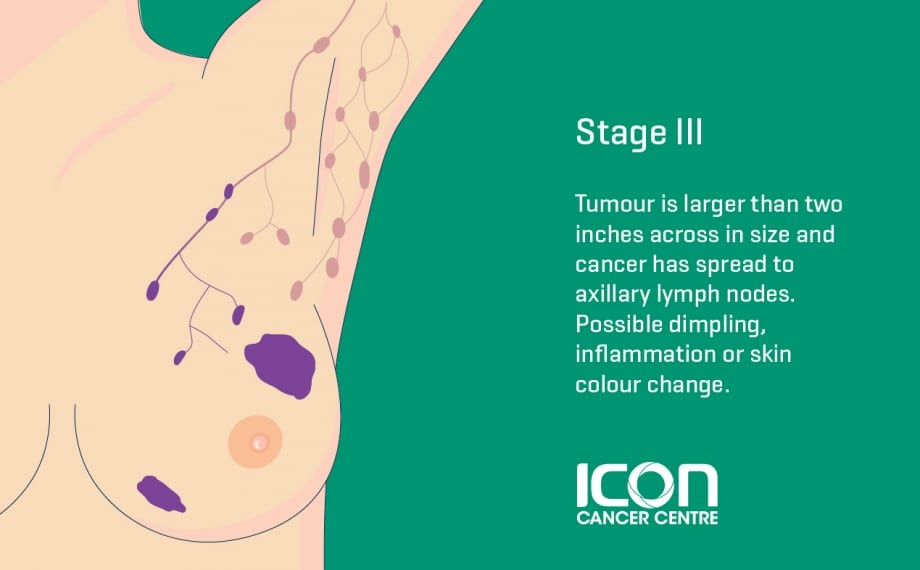 Stage III
Tumour is larger than two
inches across in size and
cancer has spread to
axillary lymph nodes.
Possible dimpling,
inflammation or skin
colour change.
ICON
CANCER CENTRE